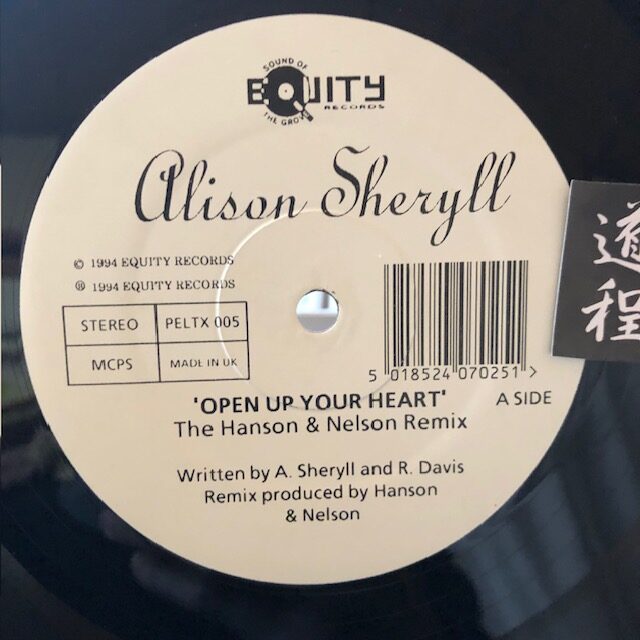 SOUND OF
EQUITY
RECORDS
THE GROOVE
Alison Sheryll
© 1994 EQUITY RECORDS
℗ 1994 EQUITY RECORDS
STEREO PELTX 005
MCPS MADE IN UK
5 018524 070251 >
'OPEN UP YOUR HEART' A SIDE
The Hanson & Nelson Remix
Written by A. Sheryll and R. Davis
Remix produced by Hanson
& Nelson
道程